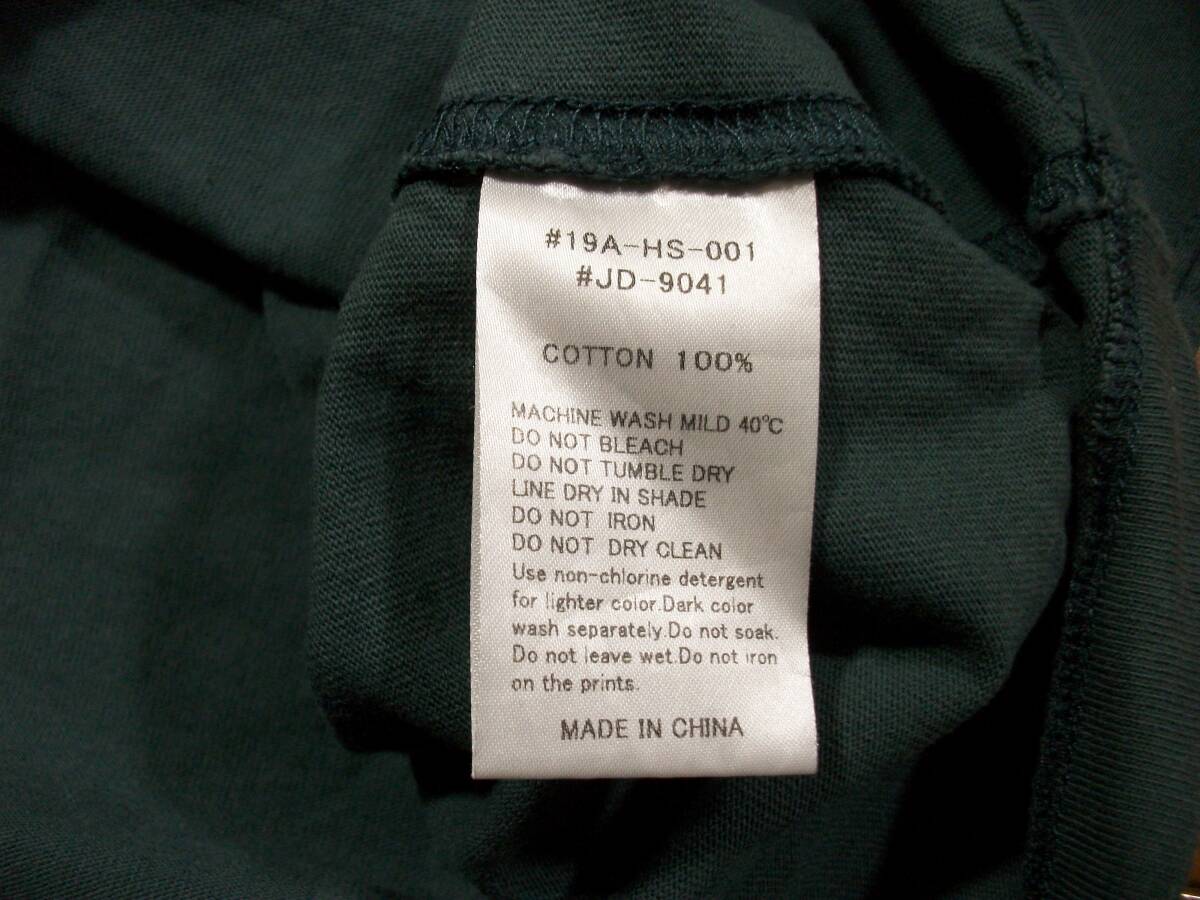 #19A-HS-001
#JD-9041
COTTON 100%
MACHINE WASH MILD 40℃
DO NOT BLEACH
DO NOT TUMBLE DRY
LINE DRY IN SHADE
DO NOT IRON
DO NOT DRY CLEAN
Use non-chlorine detergent
for lighter color.Dark color
wash separately.Do not soak.
Do not leave wet.Do not iron
on the prints.
MADE IN CHINA